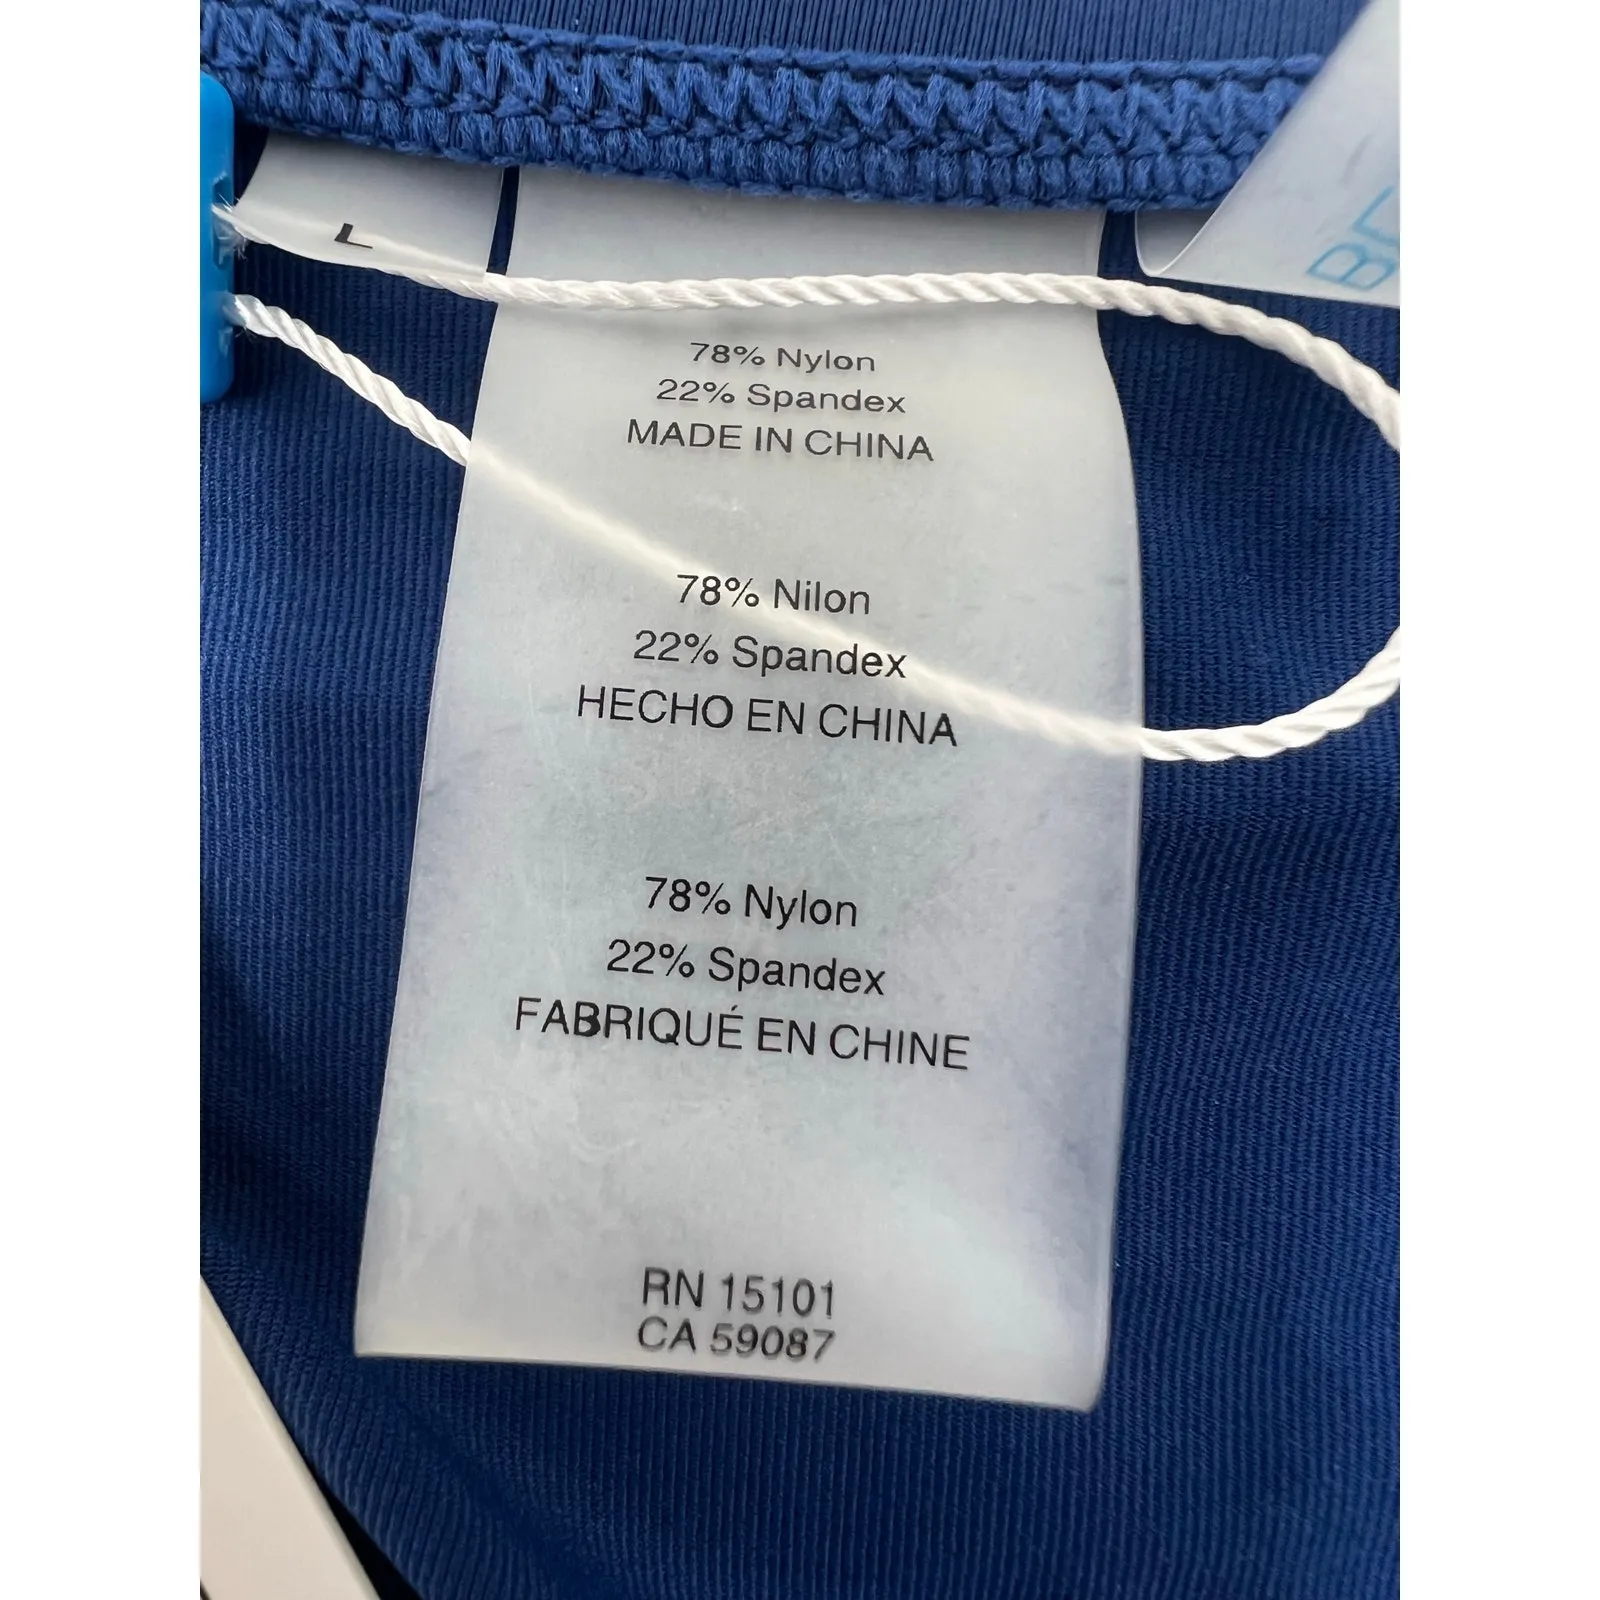 L
78% Nylon
22% Spandex
MADE IN CHINA
78% Nilon
22% Spandex
HECHO EN CHINA
78% Nylon
22% Spandex
FABRIQUÉ EN CHINE
RN 15101
CA 59087